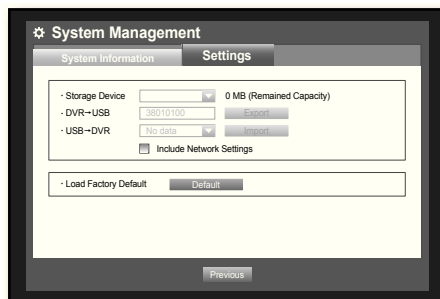 System Management
System Information Settings
· Storage Device 0 MB (Remained Capacity)
· DVR→USB 38010100 Export
· USB→DVR No data Import
Include Network Settings
· Load Factory Default Default
Previous